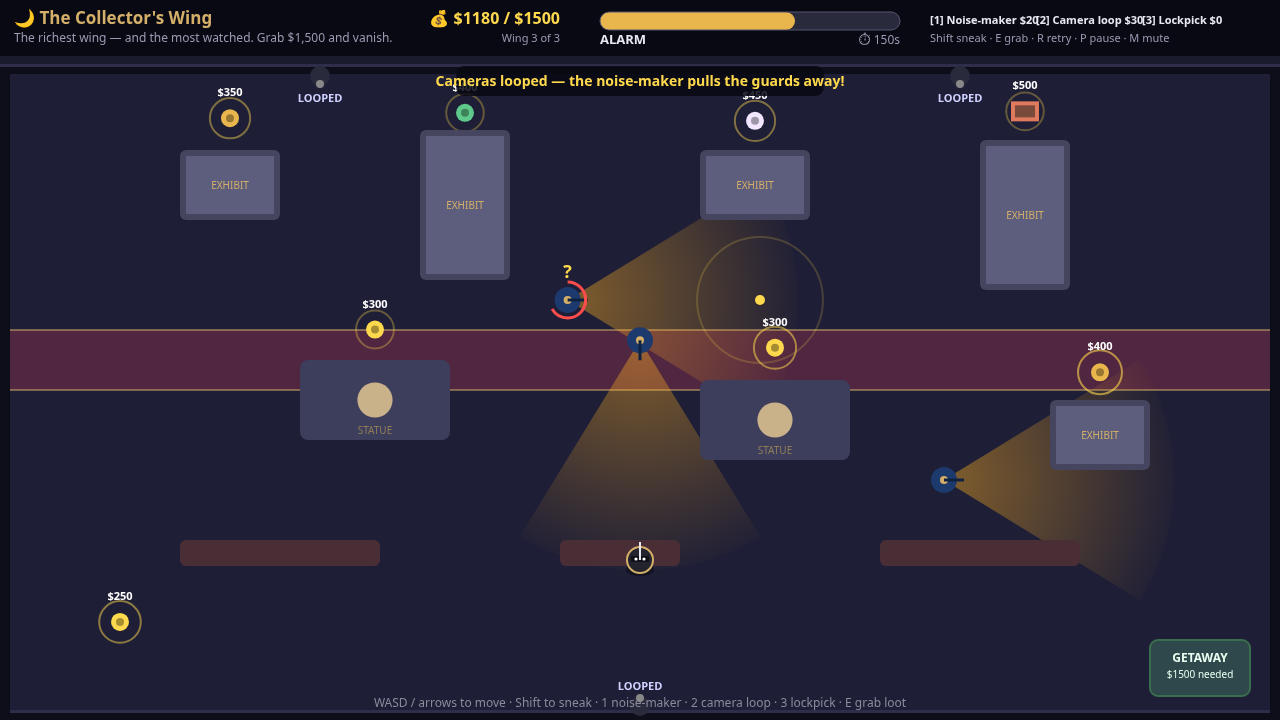 🌙 The Collector's Wing
The richest wing — and the most watched. Grab $1,500 and vanish.
💰 $1180 / $1500
Wing 3 of 3
ALARM
⏱ 150s
[1] Noise-maker $20
[2] Camera loop $30
[3] Lockpick $0
Shift sneak · E grab · R retry · P pause · M mute
Cameras looped — the noise-maker pulls the guards away!
$350
LOOPED
$450
LOOPED
$500
EXHIBIT
EXHIBIT
EXHIBIT
EXHIBIT
?
$300
$300
$400
STATUE
STATUE
EXHIBIT
$250
GETAWAY
$1500 needed
LOOPED
WASD / arrows to move · Shift to sneak · 1 noise-maker · 2 camera loop · 3 lockpick · E grab loot